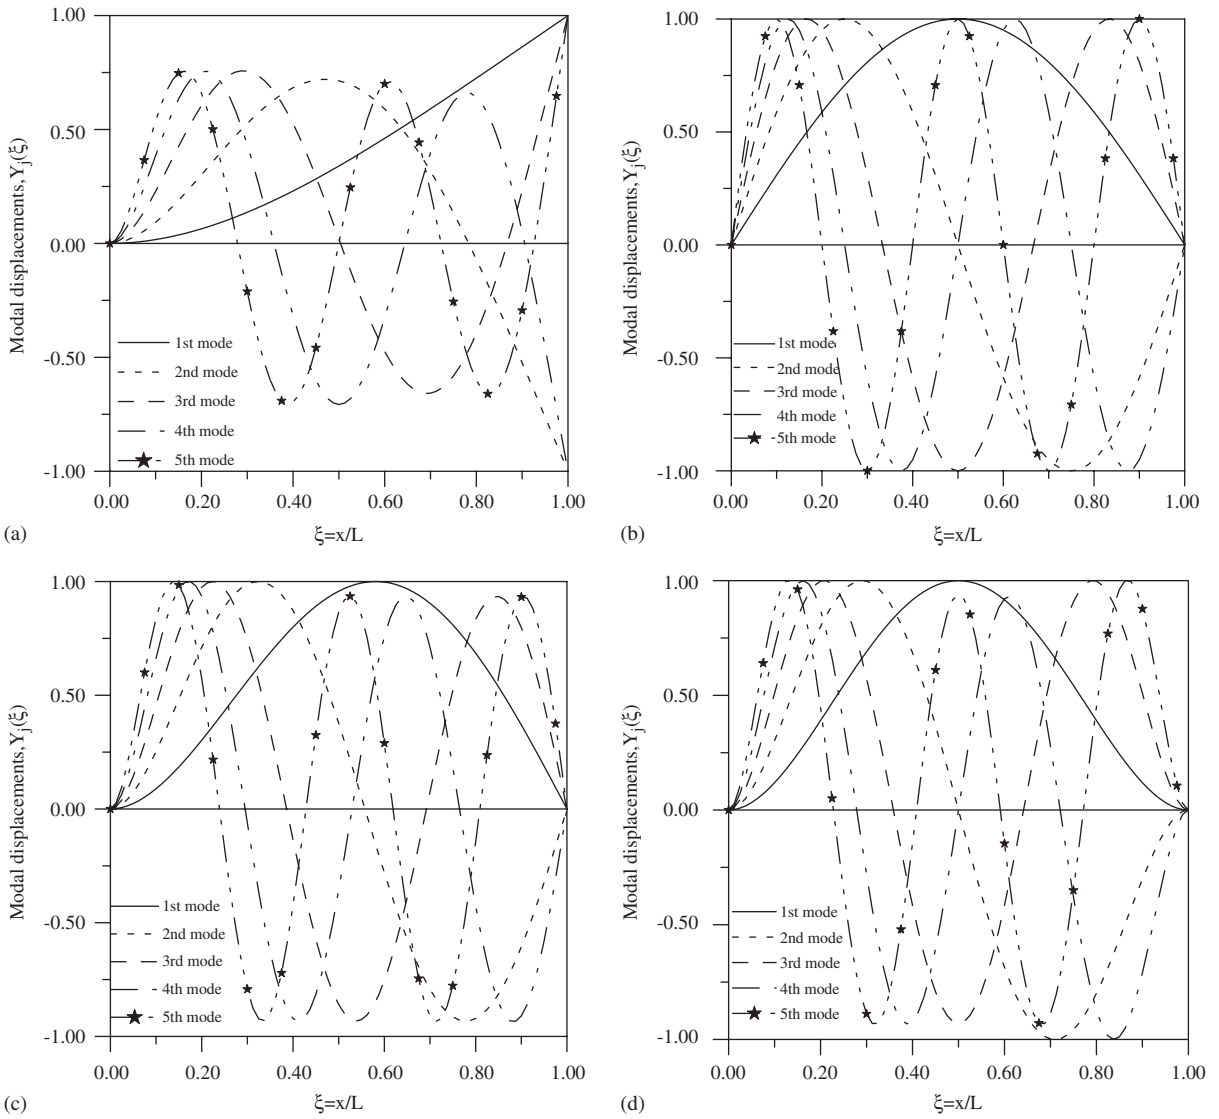 1.00
0.50
0.00
-0.50
-1.00
Modal displacements, Yj(ξ)
1st mode
2nd mode
3rd mode
4th mode
5th mode
0.00 0.20 0.40 0.60 0.80 1.00
(a) ξ=x/L
1.00
0.50
0.00
-0.50
-1.00
Modal displacements, Yj(ξ)
1st mode
2nd mode
3rd mode
4th mode
5th mode
0.00 0.20 0.40 0.60 0.80 1.00
(b) ξ=x/L
1.00
0.50
0.00
-0.50
-1.00
Modal displacements, Yj(ξ)
1st mode
2nd mode
3rd mode
4th mode
5th mode
0.00 0.20 0.40 0.60 0.80 1.00
(c) ξ=x/L
1.00
0.50
0.00
-0.50
-1.00
Modal displacements, Yj(ξ)
1st mode
2nd mode
3rd mode
4th mode
5th mode
0.00 0.20 0.40 0.60 0.80 1.00
(d) ξ=x/L